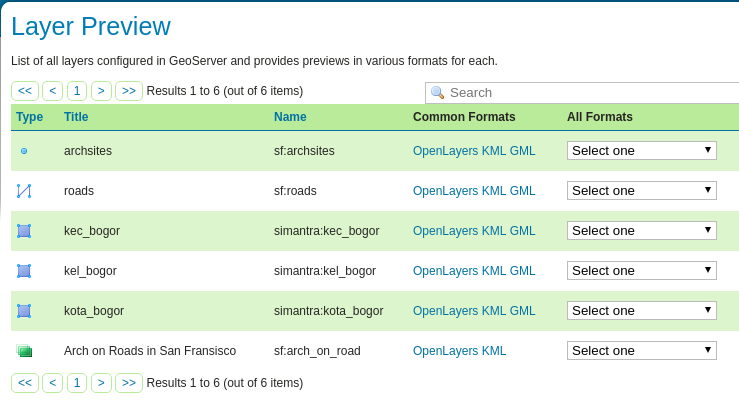 Layer Preview
List of all layers configured in GeoServer and provides previews in various formats for each.
<< < 1 > >> Results 1 to 6 (out of 6 items) Search
Type Title Name Common Formats All Formats
archsites sf:archsites OpenLayers KML GML Select one
roads sf:roads OpenLayers KML GML Select one
kec_bogor simantra:kec_bogor OpenLayers KML GML Select one
kel_bogor simantra:kel_bogor OpenLayers KML GML Select one
kota_bogor simantra:kota_bogor OpenLayers KML GML Select one
Arch on Roads in San Fransisco sf:arch_on_road OpenLayers KML Select one
<< < 1 > >> Results 1 to 6 (out of 6 items)